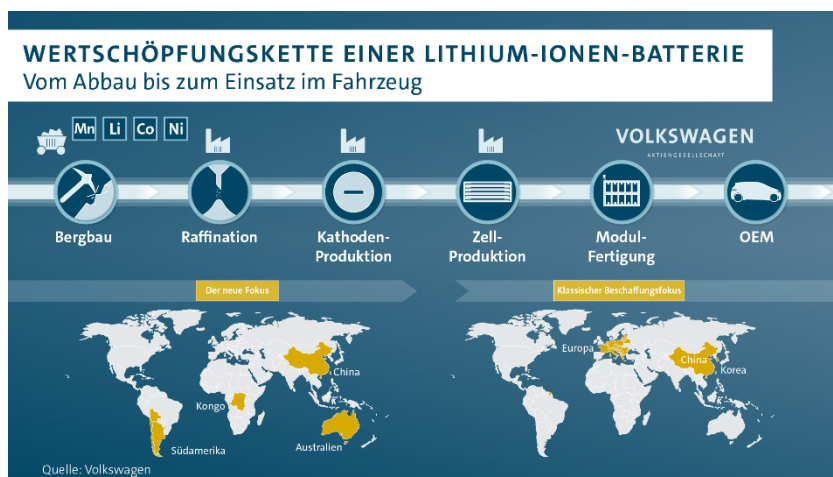 WERTSCHÖPFUNGSKETTE EINER LITHIUM-IONEN-BATTERIE
Vom Abbau bis zum Einsatz im Fahrzeug
Mn Li Co Ni
VOLKSWAGEN
AKTIENGESELLSCHAFT
Bergbau
Raffination
Kathoden-
Produktion
Zell-
Produktion
Modul-
Fertigung
OEM
Der neue Fokus
Klassischer Beschaffungsfokus
China
Kongo
Südamerika
Australien
Europa
China
Korea
Quelle: Volkswagen